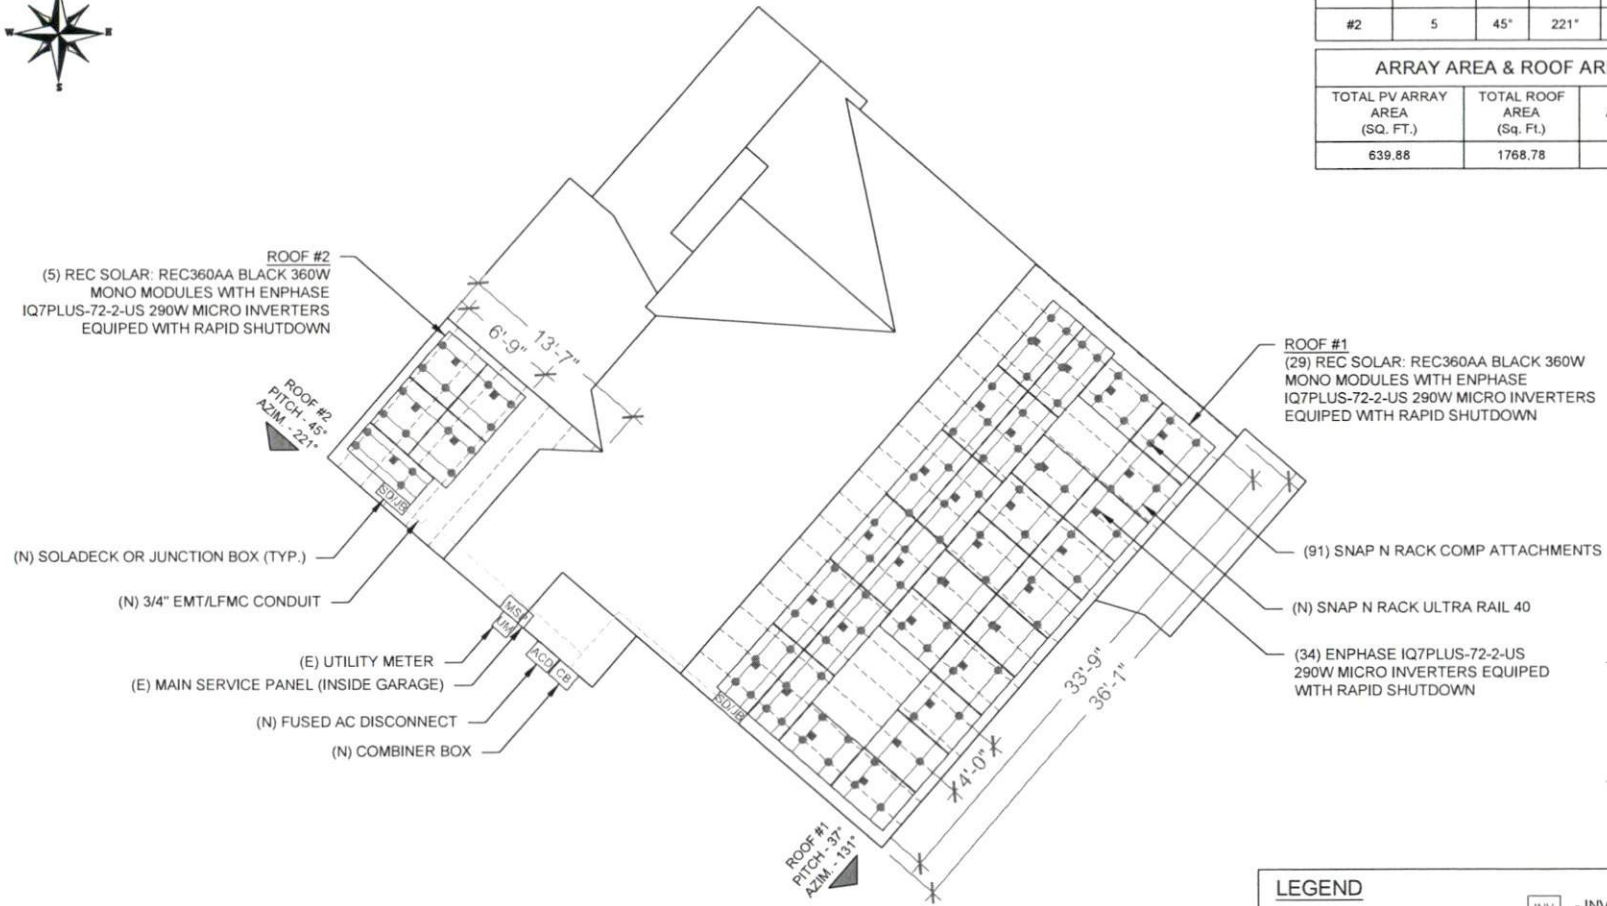 W
E
S
#2 5 45° 221°
ARRAY AREA & ROOF AR
TOTAL PV ARRAY AREA (SQ. FT.)
TOTAL ROOF AREA (Sq. Ft.)
639.88 1768.78
ROOF #2
(5) REC SOLAR: REC360AA BLACK 360W
MONO MODULES WITH ENPHASE
IQ7PLUS-72-2-US 290W MICRO INVERTERS
EQUIPED WITH RAPID SHUTDOWN
6'-9"
13'-7"
ROOF #2
PITCH - 45°
AZIM. - 221°
SD/JB
(N) SOLADECK OR JUNCTION BOX (TYP.)
(N) 3/4" EMT/LFMC CONDUIT
MSP
UM
ACD
CB
(E) UTILITY METER
(E) MAIN SERVICE PANEL (INSIDE GARAGE)
(N) FUSED AC DISCONNECT
(N) COMBINER BOX
ROOF #1
(29) REC SOLAR: REC360AA BLACK 360W
MONO MODULES WITH ENPHASE
IQ7PLUS-72-2-US 290W MICRO INVERTERS
EQUIPED WITH RAPID SHUTDOWN
(91) SNAP N RACK COMP ATTACHMENTS
(N) SNAP N RACK ULTRA RAIL 40
(34) ENPHASE IQ7PLUS-72-2-US
290W MICRO INVERTERS EQUIPED
WITH RAPID SHUTDOWN
SD/JB
33'-9"
36'-1"
4'-0"
ROOF #1
PITCH - 37°
AZIM. - 131°
LEGEND